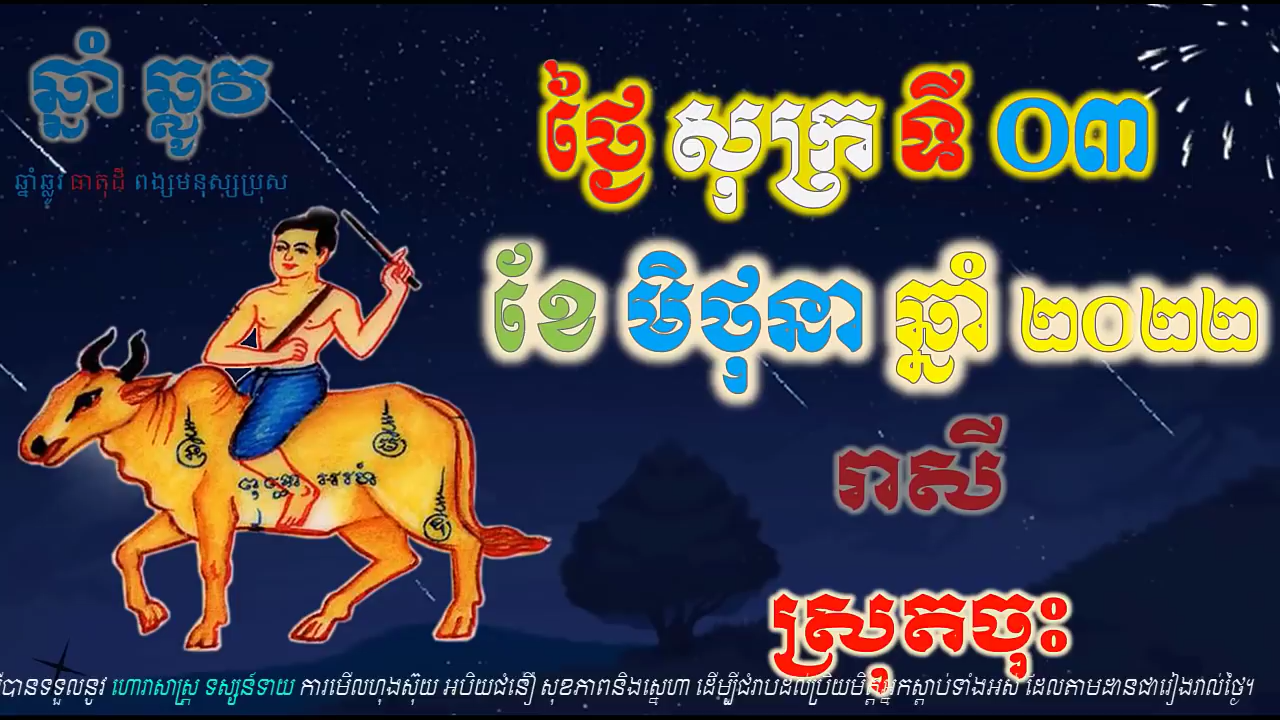 ឆ្នាំ ឆ្លូវ
ឆ្នាំឆ្លូវ ធាតុដី ពង្សមនុស្សប្រុស
ថ្ងៃ សុក្រ ទី ០៣
ខែ មិថុនា ឆ្នាំ ២០២២
រាសី
ស្រុតចុះ
បានទទួលនូវ ហោរាសាស្ត្រ ទស្សន៍ទាយ ការមើលហុងស៊ុយ អបិយជំនឿ សុខភាពនិងស្នេហា ដើម្បីជំរាបដល់ប្រិយមិត្តអ្នកស្តាប់ទាំងអស់ ដែលតាមដានជារៀងរាល់ថ្ងៃ។